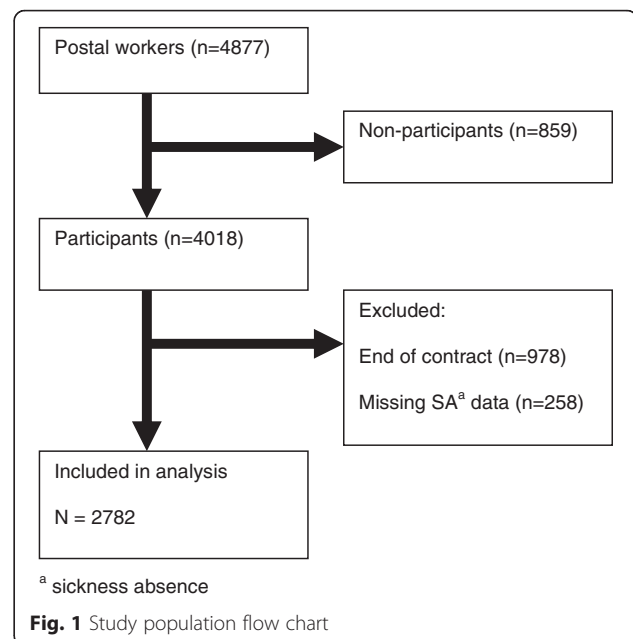 Postal workers (n=4877)
Non-participants (n=859)
Participants (n=4018)
Excluded:
End of contract (n=978)
Missing SAᵃ data (n=258)
Included in analysis
N = 2782
ᵃ sickness absence
Fig. 1 Study population flow chart